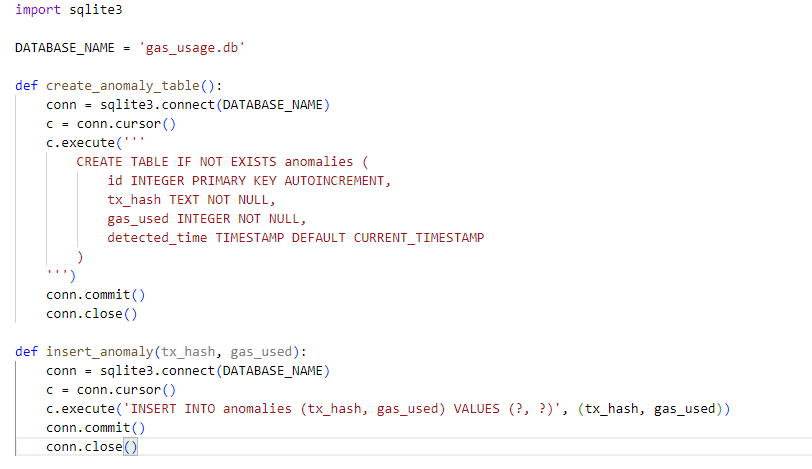 import sqlite3
DATABASE_NAME = 'gas_usage.db'
def create_anomaly_table():
    conn = sqlite3.connect(DATABASE_NAME)
    c = conn.cursor()
    c.execute('''
        CREATE TABLE IF NOT EXISTS anomalies (
            id INTEGER PRIMARY KEY AUTOINCREMENT,
            tx_hash TEXT NOT NULL,
            gas_used INTEGER NOT NULL,
            detected_time TIMESTAMP DEFAULT CURRENT_TIMESTAMP
        )
    ''')
    conn.commit()
    conn.close()
def insert_anomaly(tx_hash, gas_used):
    conn = sqlite3.connect(DATABASE_NAME)
    c = conn.cursor()
    c.execute('INSERT INTO anomalies (tx_hash, gas_used) VALUES (?, ?)', (tx_hash, gas_used))
    conn.commit()
    conn.close()